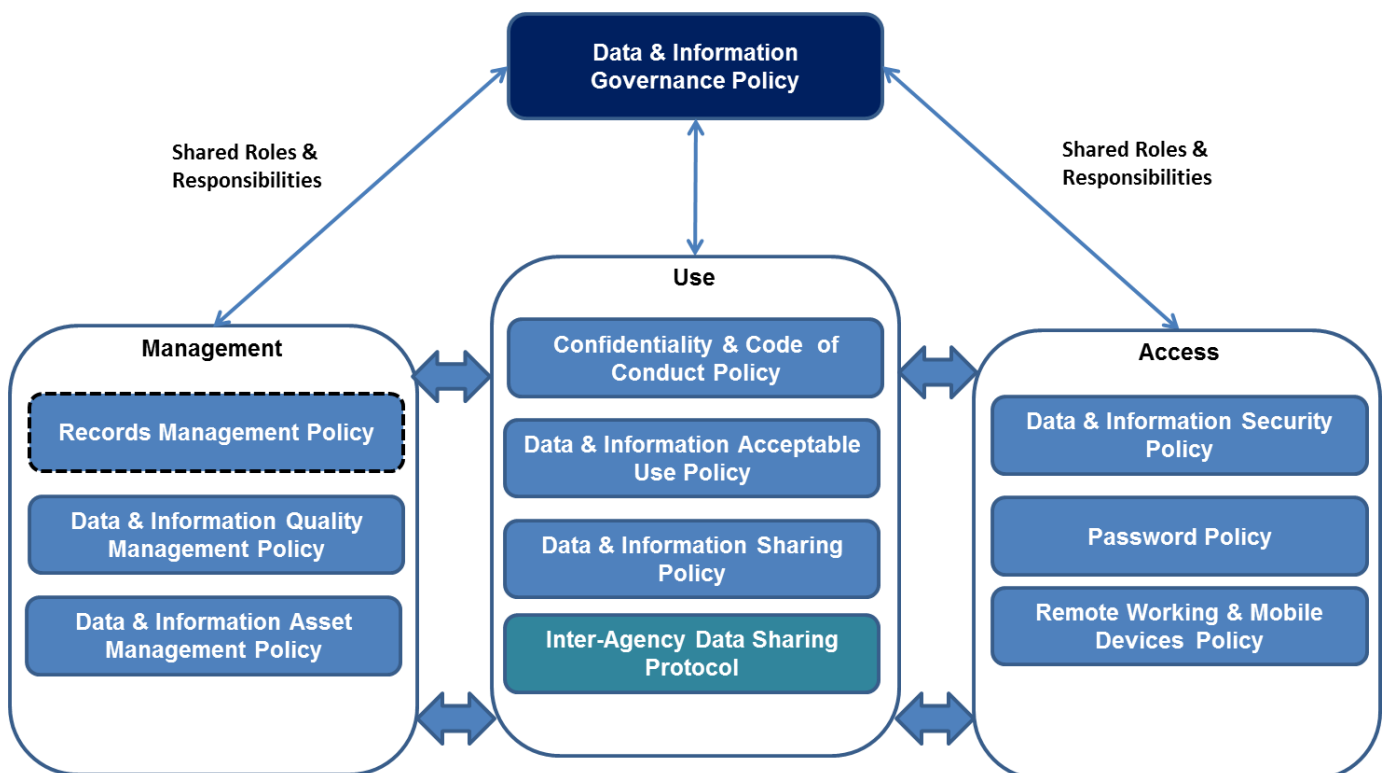 Data & Information
Governance Policy
Shared Roles &
Responsibilities
Shared Roles &
Responsibilities
Management
Records Management Policy
Data & Information Quality
Management Policy
Data & Information Asset
Management Policy
Use
Confidentiality & Code of
Conduct Policy
Data & Information Acceptable
Use Policy
Data & Information Sharing
Policy
Inter-Agency Data Sharing
Protocol
Access
Data & Information Security
Policy
Password Policy
Remote Working & Mobile
Devices Policy